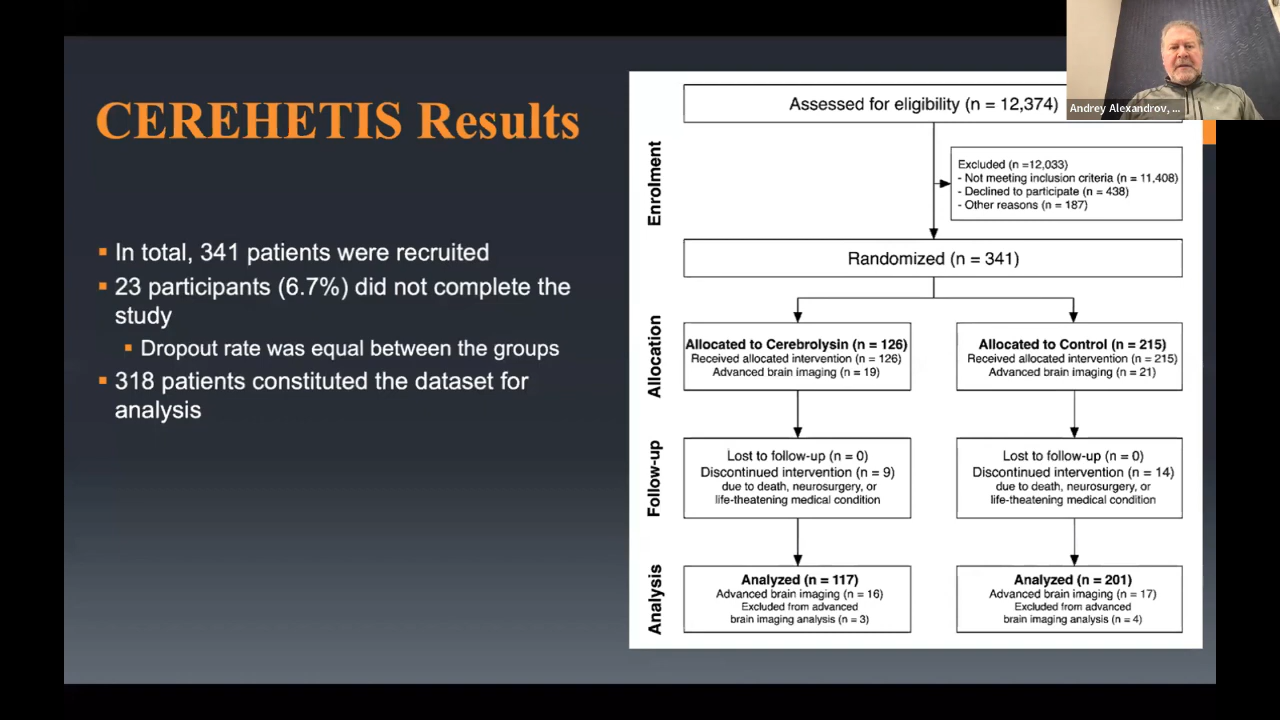 CEREHETIS Results
▪ In total, 341 patients were recruited
▪ 23 participants (6.7%) did not complete the
study
▪ Dropout rate was equal between the groups
▪ 318 patients constituted the dataset for
analysis
Enrolment
Assessed for eligibility (n = 12,374)
Excluded (n =12,033)
- Not meeting inclusion criteria (n = 11,408)
- Declined to participate (n = 438)
- Other reasons (n = 187)
Randomized (n = 341)
Allocation
Allocated to Cerebrolysin (n = 126)
Received allocated intervention (n = 126)
Advanced brain imaging (n = 19)
Allocated to Control (n = 215)
Received allocated intervention (n = 215)
Advanced brain imaging (n = 21)
Follow-up
Lost to follow-up (n = 0)
Discontinued intervention (n = 9)
due to death, neurosurgery, or
life-theatening medical condition
Lost to follow-up (n = 0)
Discontinued intervention (n = 14)
due to death, neurosurgery, or
life-theatening medical condition
Analysis
Analyzed (n = 117)
Advanced brain imaging (n = 16)
Excluded from advanced
brain imaging analysis (n = 3)
Analyzed (n = 201)
Advanced brain imaging (n = 17)
Excluded from advanced
brain imaging analysis (n = 4)
Andrey Alexandrov, ...